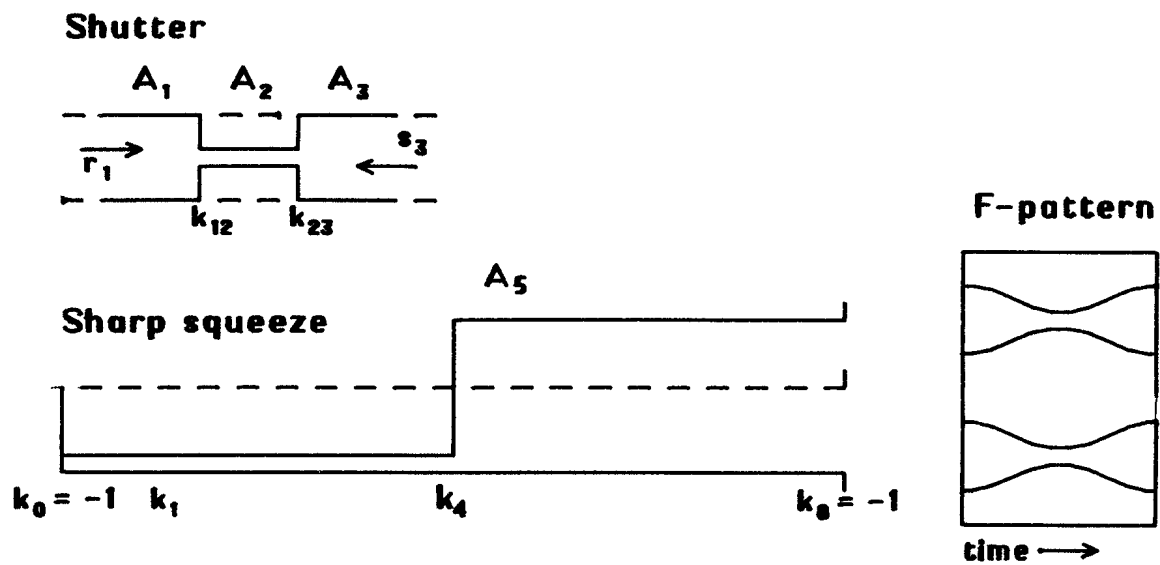 Shutter
A₁ A₂ A₃
r₁ s₃
k₁₂ k₂₃
F-pattern
A₅
Sharp squeeze
k₀ = -1 k₁ k₄ k₈ = -1
time